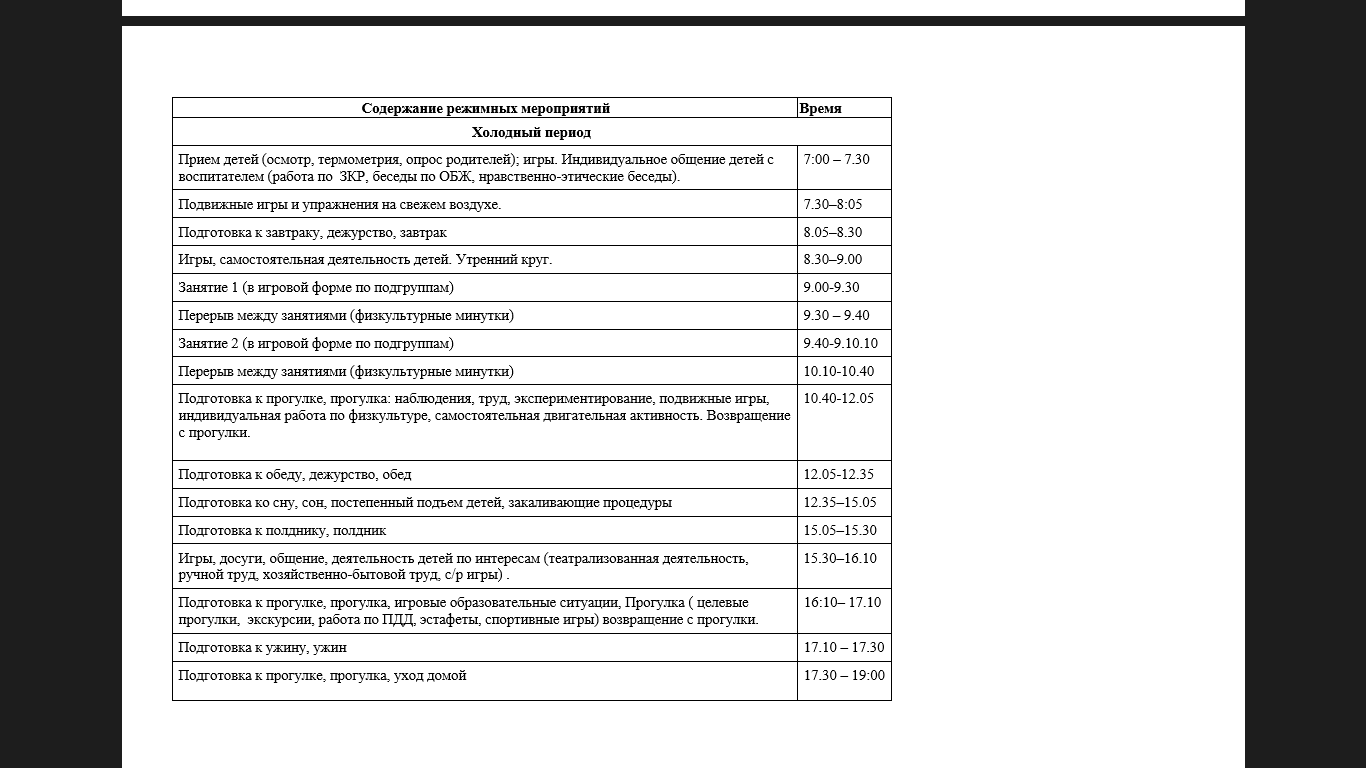 Содержание режимных мероприятий Время
Холодный период
Прием детей (осмотр, термометрия, опрос родителей); игры. Индивидуальное общение детей с 7:00 – 7.30
воспитателем (работа по  ЗКР, беседы по ОБЖ, нравственно-этические беседы).
Подвижные игры и упражнения на свежем воздухе. 7.30–8:05
Подготовка к завтраку, дежурство, завтрак 8.05–8.30
Игры, самостоятельная деятельность детей. Утренний круг. 8.30–9.00
Занятие 1 (в игровой форме по подгруппам) 9.00-9.30
Перерыв между занятиями (физкультурные минутки) 9.30 – 9.40
Занятие 2 (в игровой форме по подгруппам) 9.40-9.10.10
Перерыв между занятиями (физкультурные минутки) 10.10-10.40
Подготовка к прогулке, прогулка: наблюдения, труд, экспериментирование, подвижные игры, 10.40-12.05
индивидуальная работа по физкультуре, самостоятельная двигательная активность. Возвращение
с прогулки.
Подготовка к обеду, дежурство, обед 12.05-12.35
Подготовка ко сну, сон, постепенный подъем детей, закаливающие процедуры 12.35–15.05
Подготовка к полднику, полдник 15.05–15.30
Игры, досуги, общение, деятельность детей по интересам (театрализованная деятельность, 15.30–16.10
ручной труд, хозяйственно-бытовой труд, с/р игры) .
Подготовка к прогулке, прогулка, игровые образовательные ситуации, Прогулка ( целевые 16:10– 17.10
прогулки,  экскурсии, работа по ПДД, эстафеты, спортивные игры) возвращение с прогулки.
Подготовка к ужину, ужин 17.10 – 17.30
Подготовка к прогулке, прогулка, уход домой 17.30 – 19:00